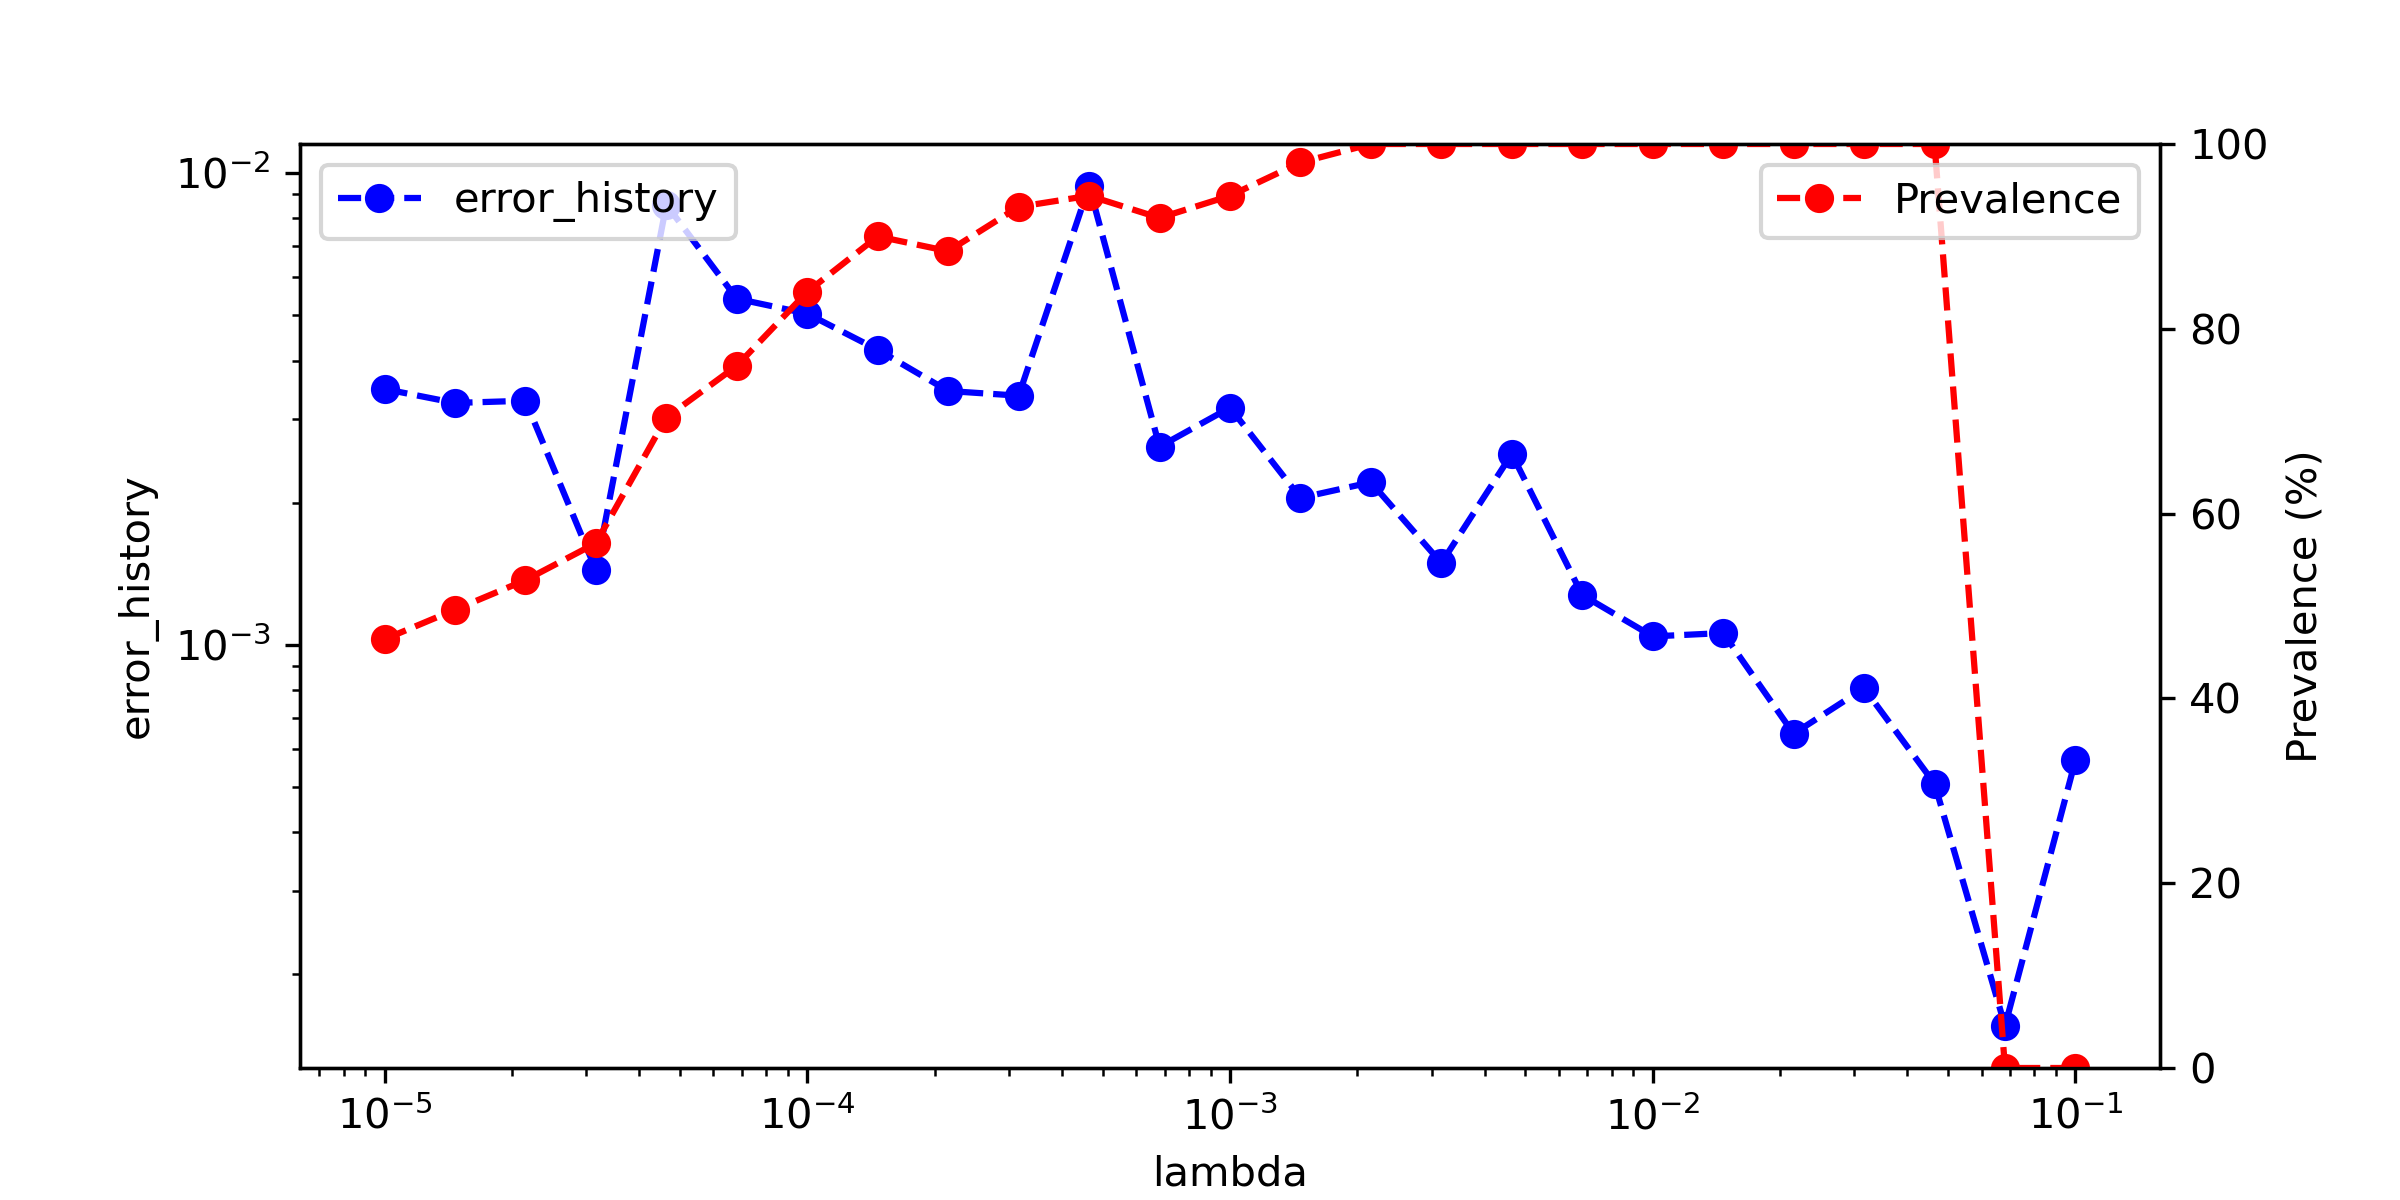 error_history
Prevalence
10⁻²
10⁻³
error_history
100
80
60
40
20
0
Prevalence (%)
10⁻⁵ 10⁻⁴ 10⁻³ 10⁻² 10⁻¹
lambda